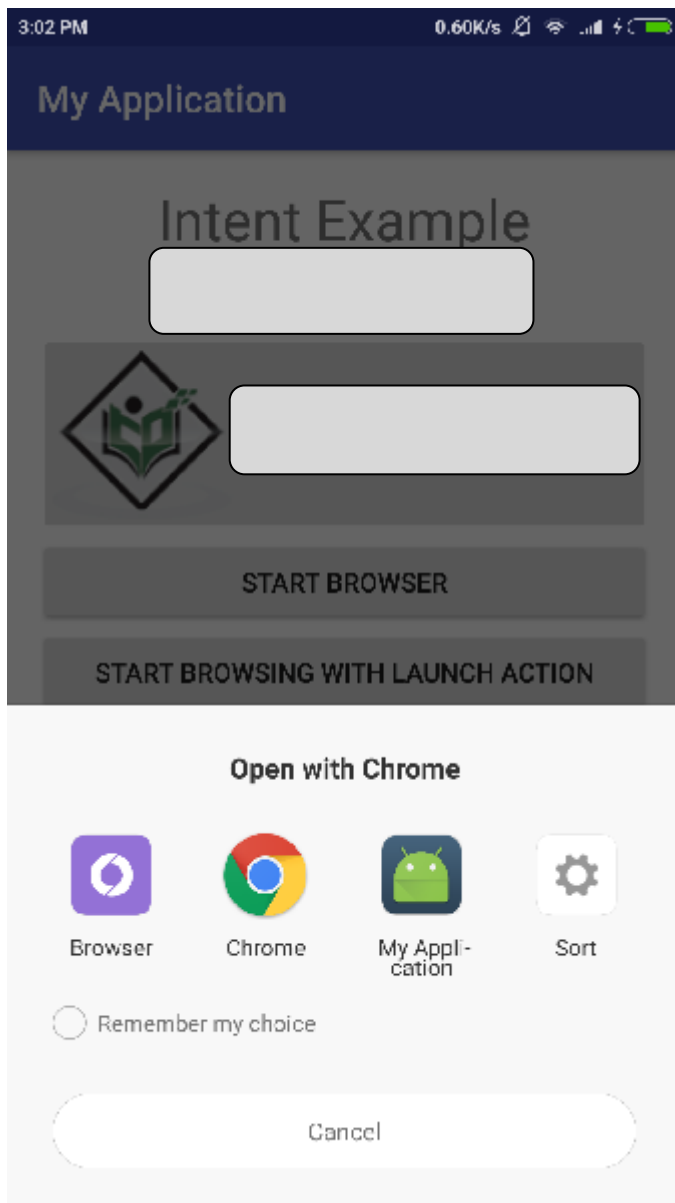 3:02 PM 0.60K/s
My Application
Intent Example
START BROWSER
START BROWSING WITH LAUNCH ACTION
Open with Chrome
Browser Chrome My Appli- Sort
cation
Remember my choice
Cancel